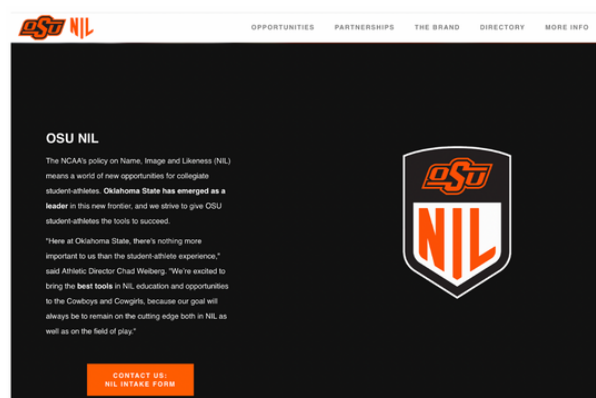 OSU NIL
OPPORTUNITIES PARTNERSHIPS THE BRAND DIRECTORY MORE INFO
OSU NIL
The NCAA's policy on Name, Image and Likeness (NIL)
means a world of new opportunities for collegiate
student-athletes. Oklahoma State has emerged as a
leader in this new frontier, and we strive to give OSU
student-athletes the tools to succeed.
"Here at Oklahoma State, there's nothing more
important to us than the student-athlete experience,"
said Athletic Director Chad Weiberg. "We're excited to
bring the best tools in NIL education and opportunities
to the Cowboys and Cowgirls, because our goal will
always be to remain on the cutting edge both in NIL as
well as on the field of play."
CONTACT US:
NIL INTAKE FORM
OSU
NIL